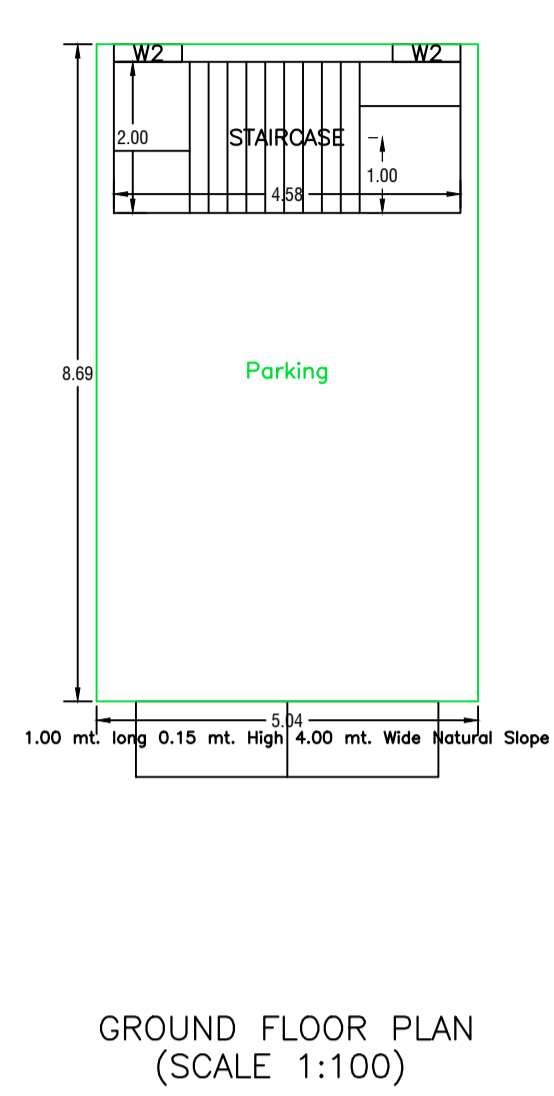 W2 W2
2.00
STAIRCASE
1.00
4.58
Parking
8.69
5.04
1.00 mt. long 0.15 mt. High 4.00 mt. Wide Natural Slope
GROUND FLOOR PLAN
(SCALE 1:100)